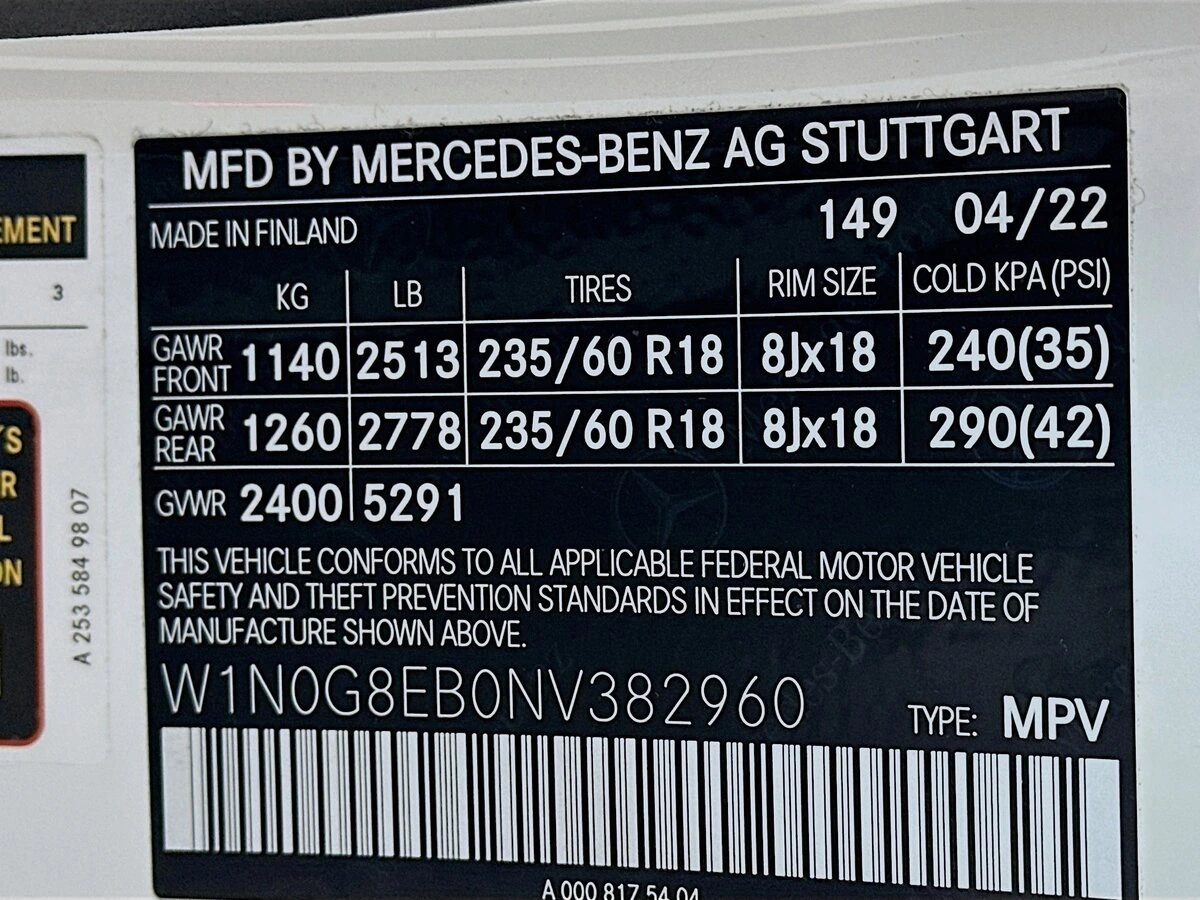 MFD BY MERCEDES-BENZ AG STUTTGART
MADE IN FINLAND 149 04/22
KG LB TIRES RIM SIZE COLD KPA (PSI)
GAWR FRONT 1140 2513 235/60 R18 8Jx18 240(35)
GAWR REAR 1260 2778 235/60 R18 8Jx18 290(42)
GVWR 2400 5291
THIS VEHICLE CONFORMS TO ALL APPLICABLE FEDERAL MOTOR VEHICLE
SAFETY AND THEFT PREVENTION STANDARDS IN EFFECT ON THE DATE OF
MANUFACTURE SHOWN ABOVE.
W1N0G8EB0NV382960
TYPE: MPV
A 000 817 54 04
EMENT
3
lbs.
lb.
A 253 584 98 07